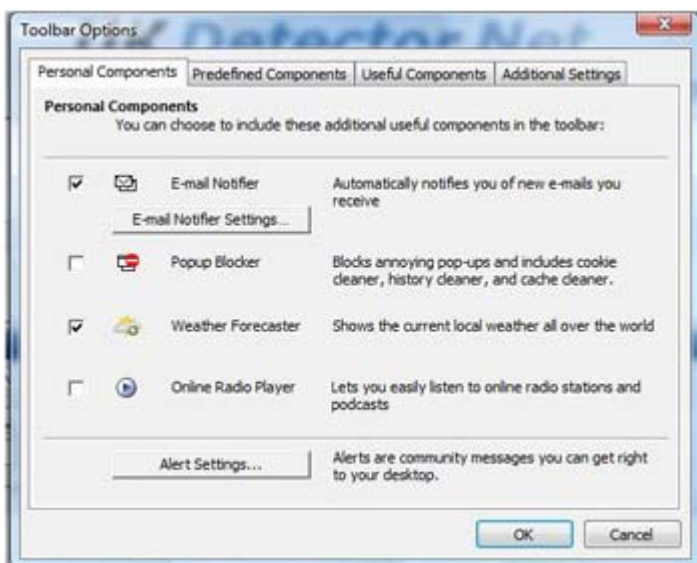 Toolbar Options
UK Detector Net
Personal Components
Predefined Components
Useful Components
Additional Settings
Personal Components
You can choose to include these additional useful components in the toolbar:
E-mail Notifier
Automatically notifies you of new e-mails you
receive
E-mail Notifier Settings...
Popup Blocker
Blocks annoying pop-ups and includes cookie
cleaner, history cleaner, and cache cleaner.
Weather Forecaster
Shows the current local weather all over the world
Online Radio Player
Lets you easily listen to online radio stations and
podcasts
Alert Settings...
Alerts are community messages you can get right
to your desktop.
OK
Cancel